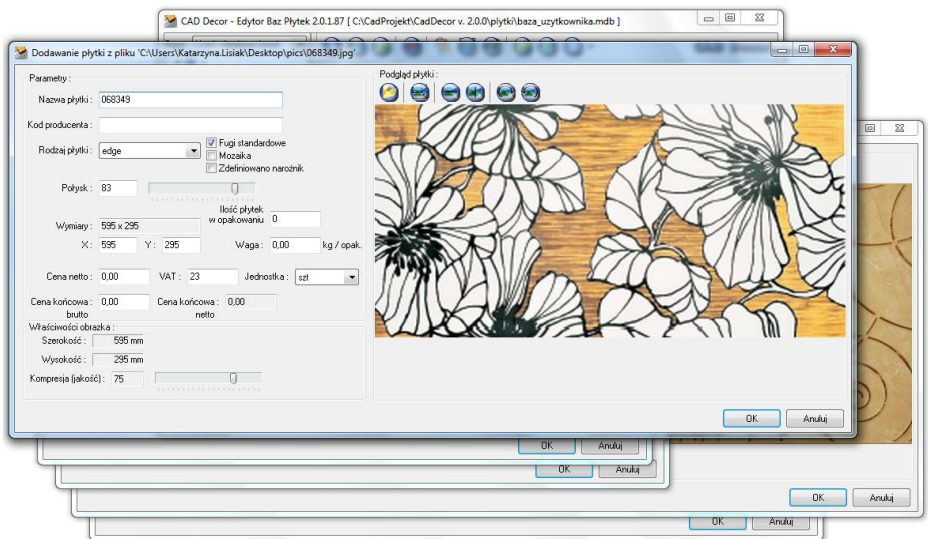 CAD Decor - Edytor Baz Płytek 2.0.1.87 [ C:\CadProjekt\CadDecor v. 2.0.0\plytki\baza_uzytkownika.mdb ]
Dodawanie płytki z pliku 'C:\Users\Katarzyna.Lisiak\Desktop\pics\068349.jpg'
Parametry :
Podgląd płytki :
Nazwa płytki : 068349
Kod producenta :
Rodzaj płytki : edge
Fugi standardowe
Mozaika
Zdefiniowano narożnik
Połysk : 83
Ilość płytek
w opakowaniu 0
Wymiary : 595 x 295
X : 595 Y : 295 Waga : 0,00 kg / opak.
Cena netto : 0,00 VAT : 23 Jednostka : szt
Cena końcowa : 0,00 Cena końcowa : 0,00
brutto netto
Właściwości obrazka :
Szerokość : 595 mm
Wysokość : 295 mm
Kompresja (jakość) : 75
OK Anuluj
OK Anuluj
OK Anuluj
OK Anuluj
OK Anuluj